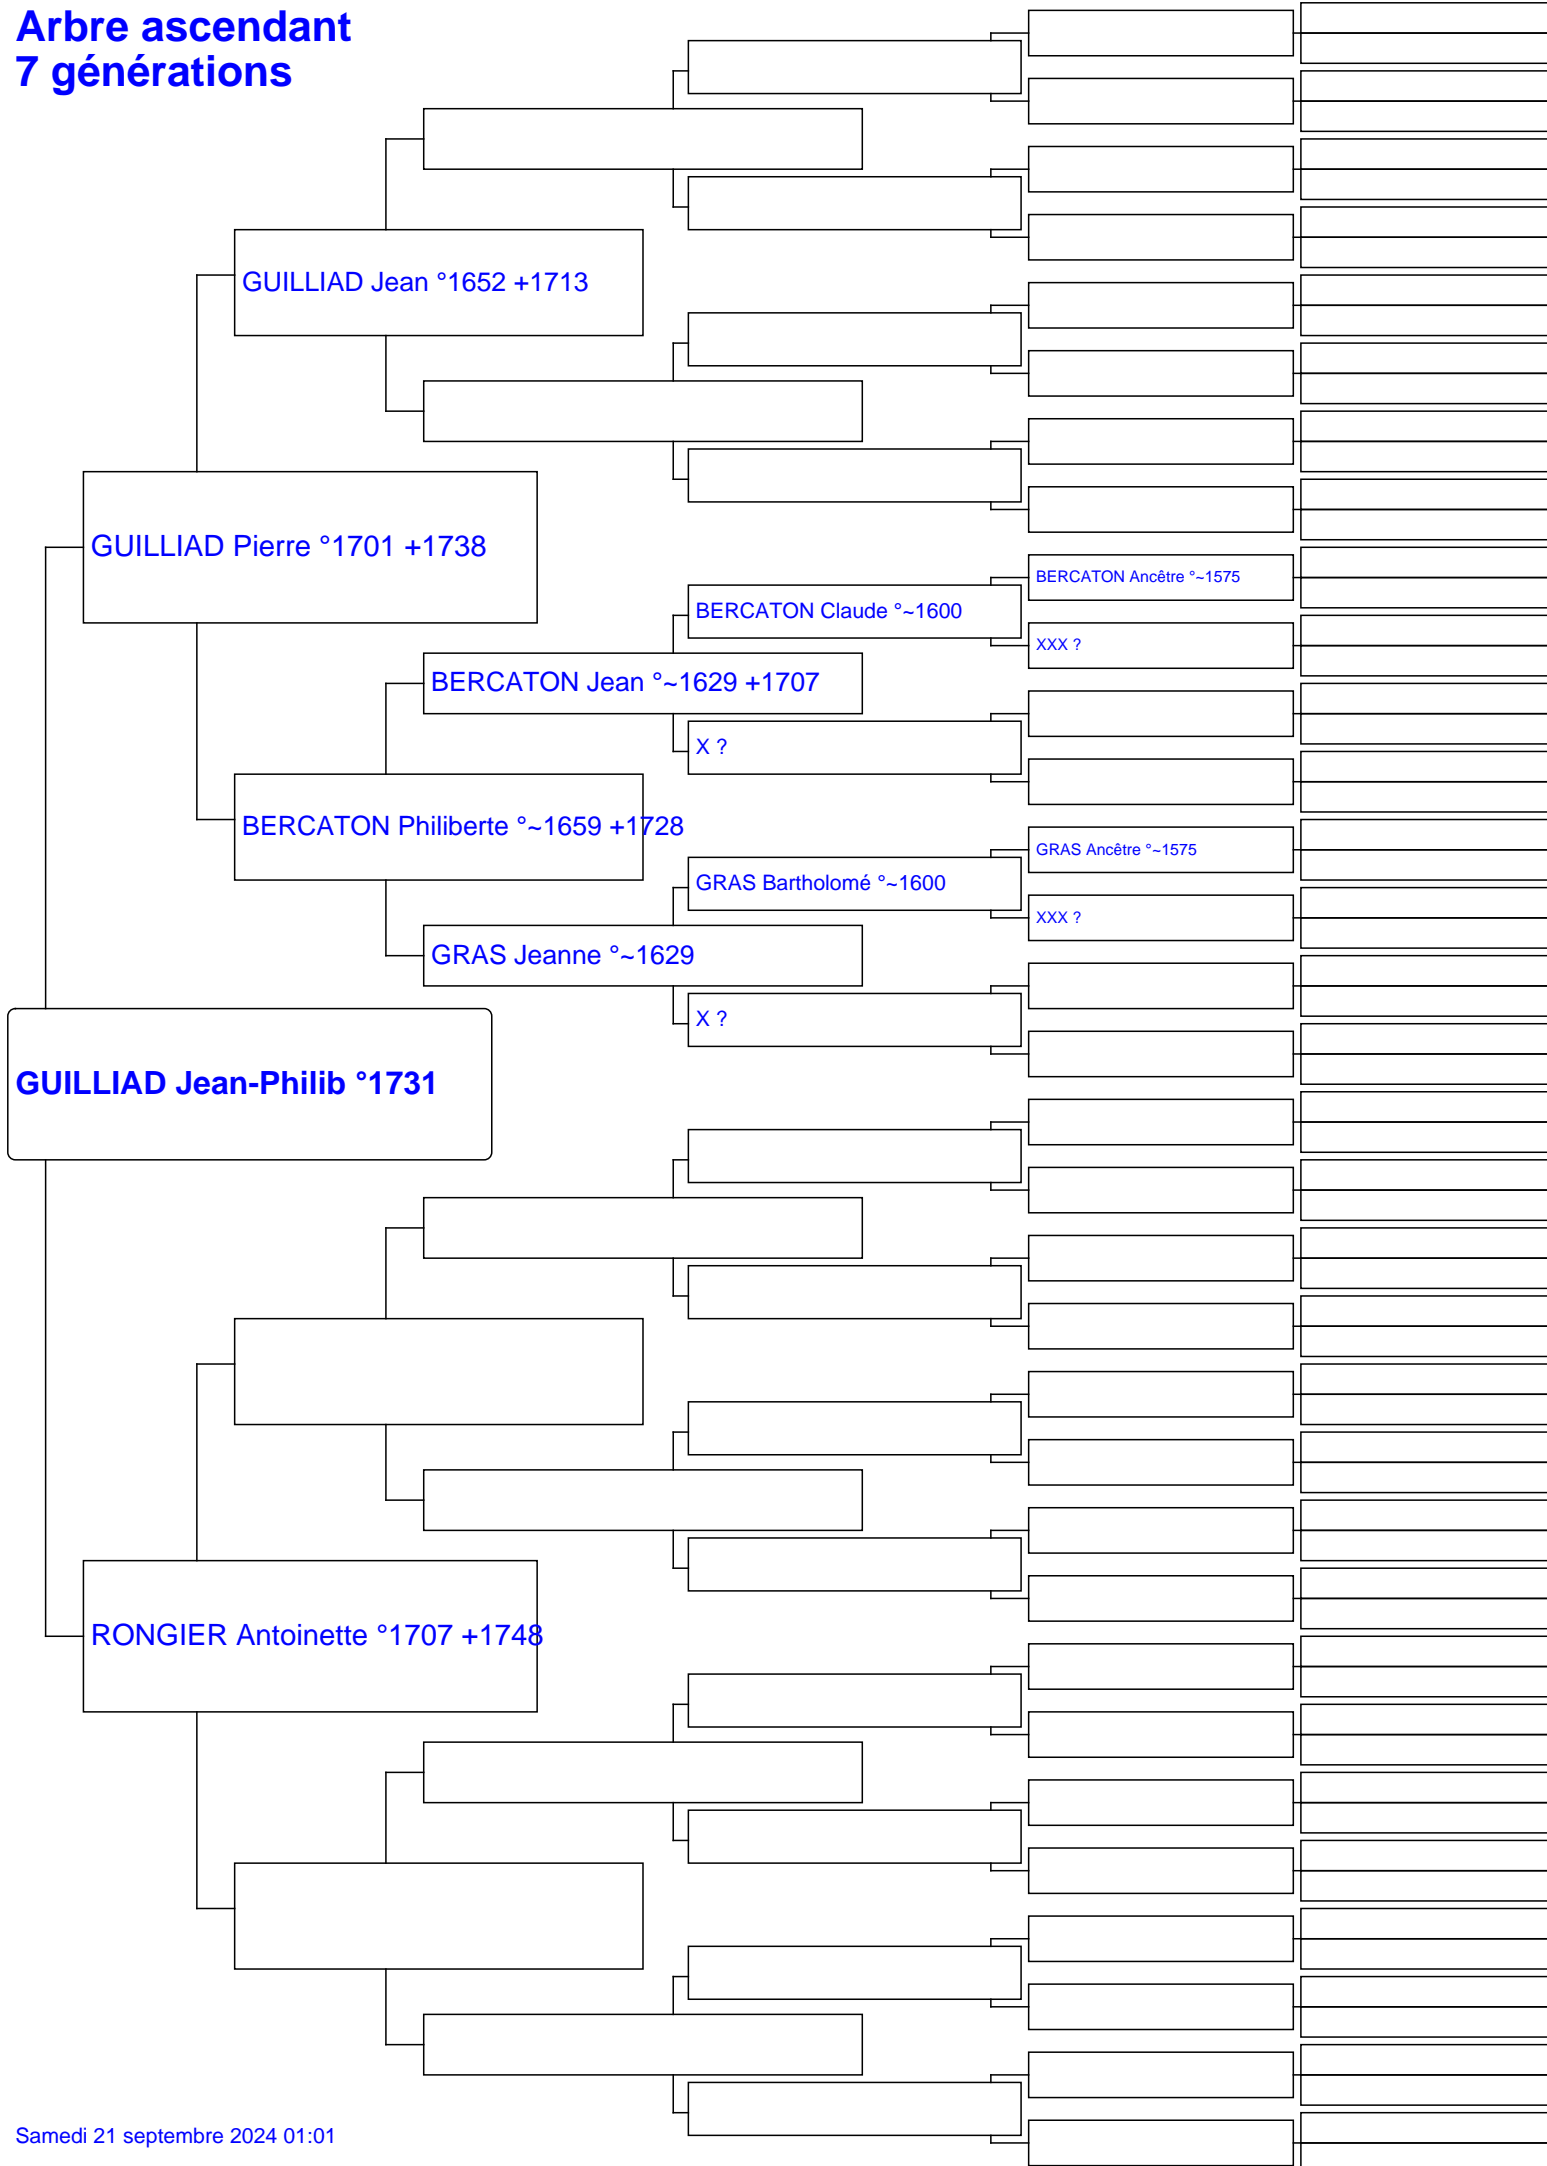 Arbre ascendant
7 générations
GUILLIAD Jean °1652 +1713
GUILLIAD Pierre °1701 +1738
BERCATON Ancêtre °~1575
BERCATON Claude °~1600
XXX ?
BERCATON Jean °~1629 +1707
X ?
BERCATON Philiberte °~1659 +1728
GRAS Ancêtre °~1575
GRAS Bartholomé °~1600
XXX ?
GRAS Jeanne °~1629
X ?
GUILLIAD Jean-Philib °1731
RONGIER Antoinette °1707 +1748
Samedi 21 septembre 2024 01:01